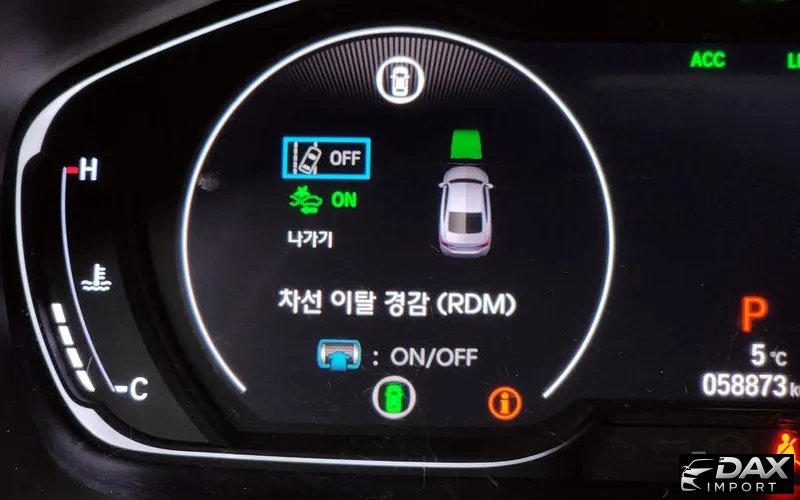 ACC
OFF
ON
나가기
차선 이탈 경감 (RDM)
: ON/OFF
H
C
P
5°C
058873
DAX
IMPORT